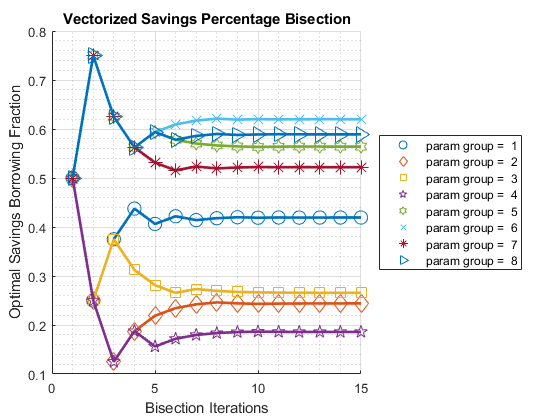 Vectorized Savings Percentage Bisection
Optimal Savings Borrowing Fraction
0.8
0.7
0.6
0.5
0.4
0.3
0.2
0.1
0
5
10
15
Bisection Iterations
param group = 1
param group = 2
param group = 3
param group = 4
param group = 5
param group = 6
param group = 7
param group = 8